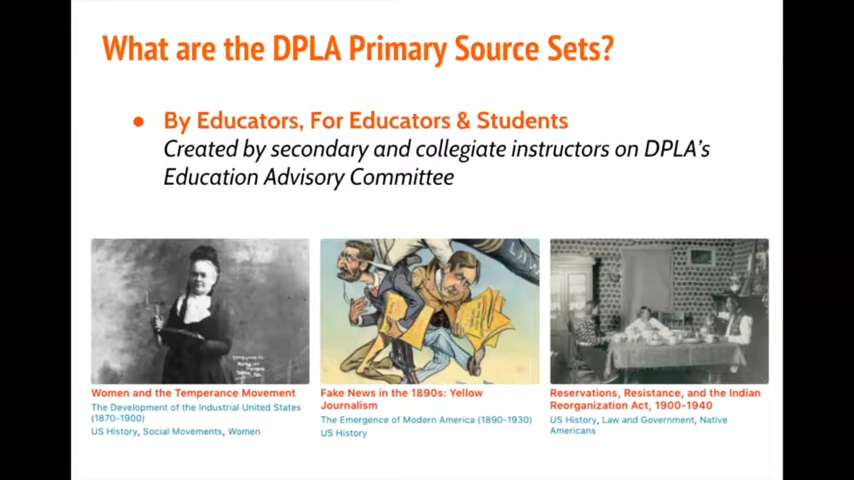 What are the DPLA Primary Source Sets?
● By Educators, For Educators & Students
Created by secondary and collegiate instructors on DPLA's
Education Advisory Committee
LAW
Women and the Temperance Movement
The Development of the Industrial United States
(1870-1900)
US History, Social Movements, Women
Fake News in the 1890s: Yellow
Journalism
The Emergence of Modern America (1890-1930)
US History
Reservations, Resistance, and the Indian
Reorganization Act, 1900-1940
US History, Law and Government, Native
Americans